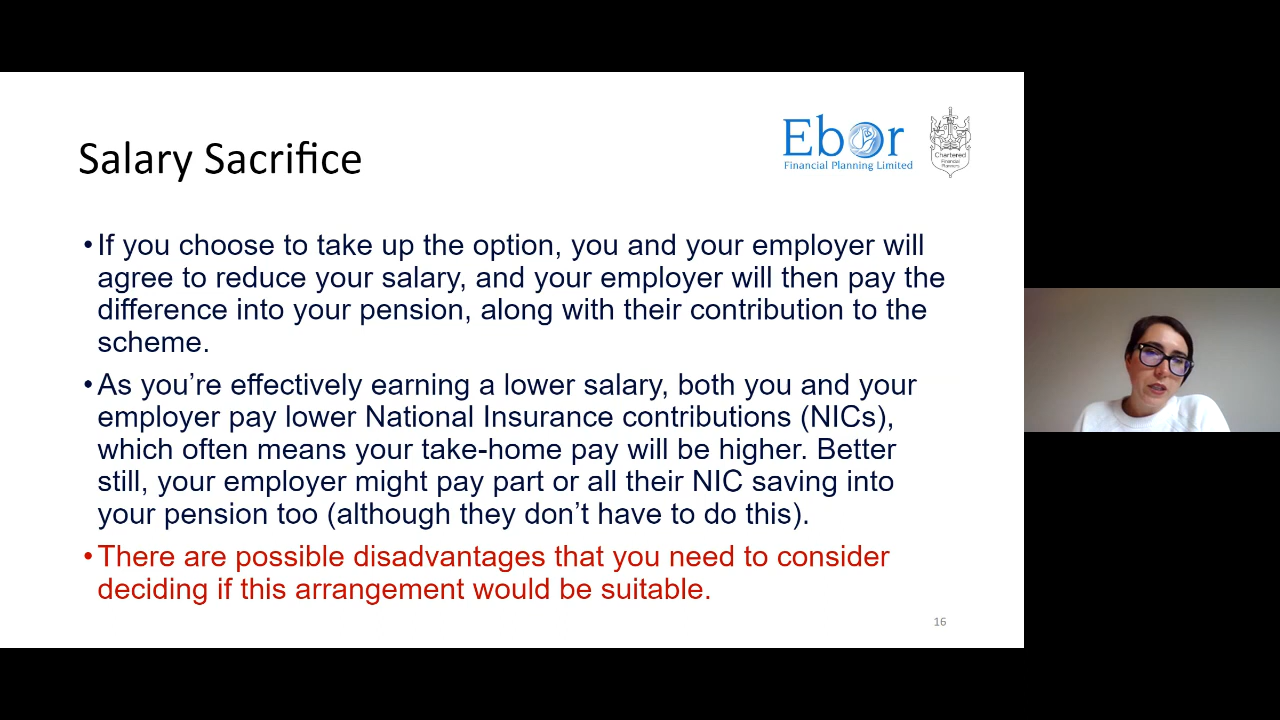 Salary Sacrifice
Ebor
Financial Planning Limited
Chartered
Financial
Planners
•If you choose to take up the option, you and your employer will
agree to reduce your salary, and your employer will then pay the
difference into your pension, along with their contribution to the
scheme.
•As you’re effectively earning a lower salary, both you and your
employer pay lower National Insurance contributions (NICs),
which often means your take-home pay will be higher. Better
still, your employer might pay part or all their NIC saving into
your pension too (although they don’t have to do this).
•There are possible disadvantages that you need to consider
deciding if this arrangement would be suitable.
16